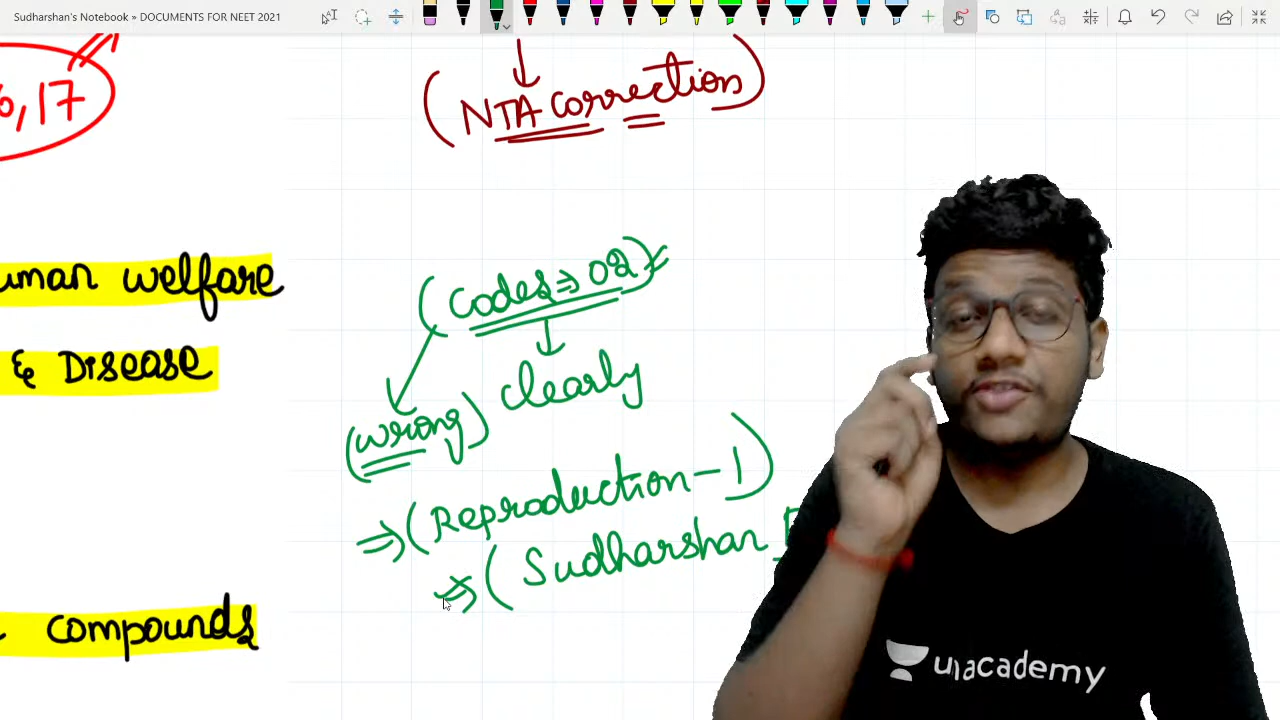 Sudharshan's Notebook » DOCUMENTS FOR NEET 2021
6, 17
(NTA correction)
uman welfare
(Codes ⇒ 02)
& Disease
clearly
(wrong)
⇒ (Reproduction - 1)
⇒ (Sudharshan
compounds
unacademy